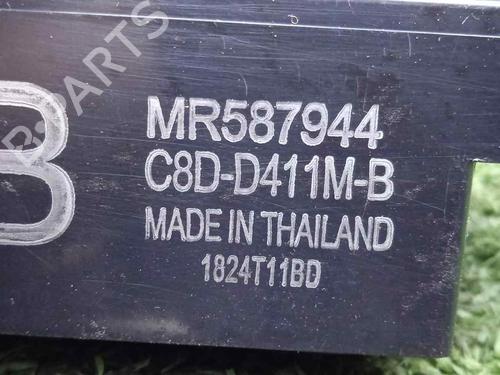 B-PARTS
B
MR587944
C8D-D411M-B
MADE IN THAILAND
1824T11BD